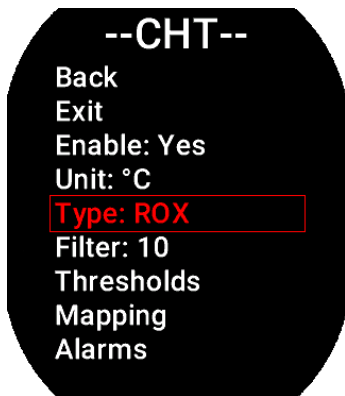 --CHT--
Back
Exit
Enable: Yes
Unit: °C
Type: ROX
Filter: 10
Thresholds
Mapping
Alarms